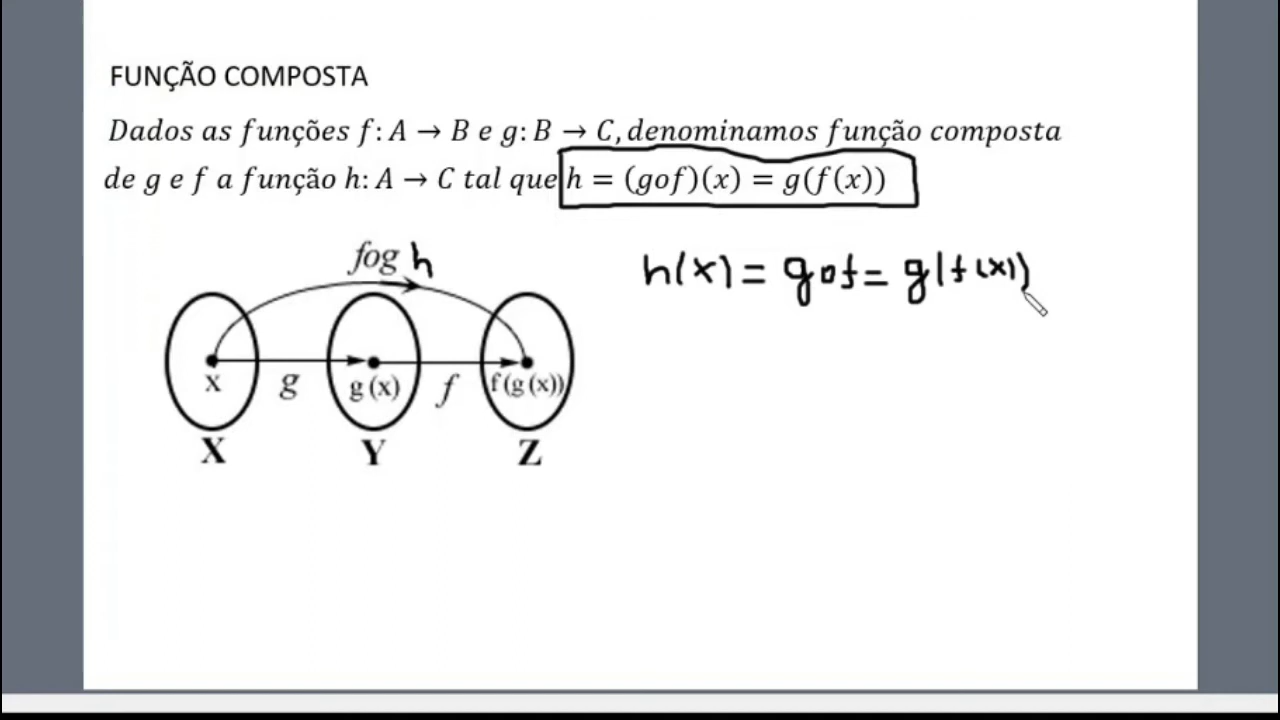 FUNÇÃO COMPOSTA
Dados as funções f: A → B e g: B → C, denominamos função composta
de g e f a função h: A → C tal que h = (gof)(x) = g(f(x))
fog h
h(x) = gof = g(f(x))
x g g(x) f f(g(x))
X Y Z